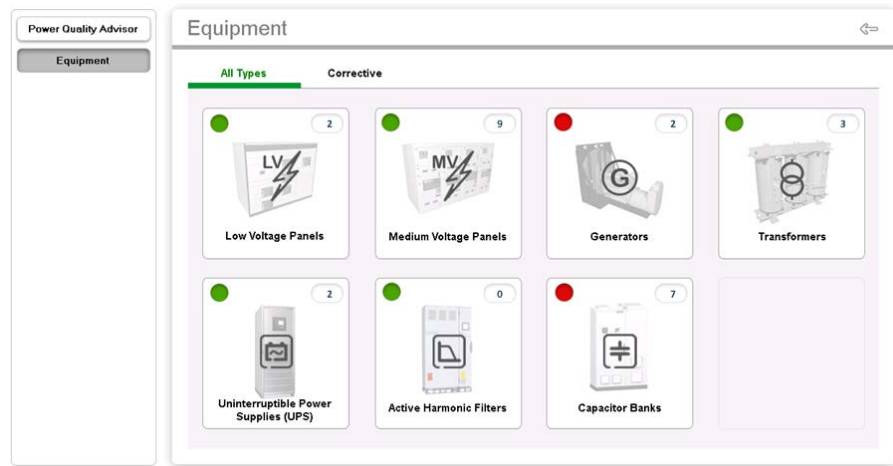 Power Quality Advisor
Equipment
Equipment
All Types
Corrective
2
LV
Low Voltage Panels
9
MV
Medium Voltage Panels
2
G
Generators
3
Transformers
2
Uninterruptible Power
Supplies (UPS)
0
Active Harmonic Filters
7
Capacitor Banks